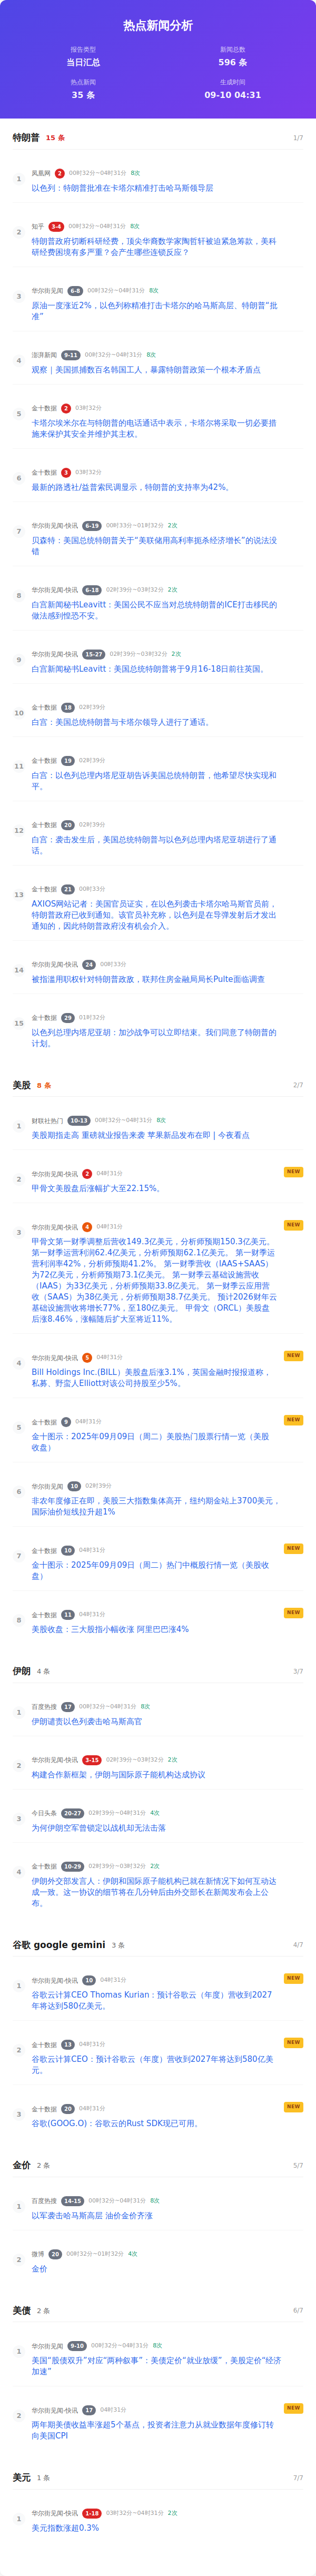 热点新闻分析
报告类型
新闻总数
当日汇总
596 条
热点新闻
生成时间
35 条
09-10 04:31
特朗普 15 条 1/7
1
凤凰网 2 00时32分~04时31分 8次
以色列：特朗普批准在卡塔尔精准打击哈马斯领导层
2
知乎 3-4 00时32分~04时31分 8次
特朗普政府切断科研经费，顶尖华裔数学家陶哲轩被迫紧急筹款，美科
研经费困境有多严重？会产生哪些连锁反应？
3
华尔街见闻 6-8 00时32分~04时31分 8次
原油一度涨近2%，以色列称精准打击卡塔尔的哈马斯高层、特朗普“批
准”
4
澎湃新闻 9-11 00时32分~04时31分 8次
观察｜美国抓捕数百名韩国工人，暴露特朗普政策一个根本矛盾点
5
金十数据 2 03时32分
卡塔尔埃米尔在与特朗普的电话通话中表示，卡塔尔将采取一切必要措
施来保护其安全并维护其主权。
6
金十数据 3 03时32分
最新的路透社/益普索民调显示，特朗普的支持率为42%。
7
华尔街见闻-快讯 6-19 00时33分~01时32分 2次
贝森特：美国总统特朗普关于“美联储用高利率扼杀经济增长”的说法没
错
8
华尔街见闻-快讯 6-18 02时39分~03时32分 2次
白宫新闻秘书Leavitt：美国公民不应当对总统特朗普的ICE打击移民的
做法感到惶恐不安。
9
华尔街见闻-快讯 15-27 02时39分~03时32分 2次
白宫新闻秘书Leavitt：美国总统特朗普将于9月16-18日前往英国。
10
金十数据 18 02时39分
白宫：美国总统特朗普与卡塔尔领导人进行了通话。
11
金十数据 19 02时39分
白宫：以色列总理内塔尼亚胡告诉美国总统特朗普，他希望尽快实现和
平。
12
金十数据 20 02时39分
白宫：袭击发生后，美国总统特朗普与以色列总理内塔尼亚胡进行了通
话。
13
金十数据 21 00时33分
AXIOS网站记者：美国官员证实，在以色列袭击卡塔尔哈马斯官员前，
特朗普政府已收到通知。该官员补充称，以色列是在导弹发射后才发出
通知的，因此特朗普政府没有机会介入。
14
华尔街见闻-快讯 24 00时33分
被指滥用职权针对特朗普政敌，联邦住房金融局局长Pulte面临调查
15
金十数据 29 01时32分
以色列总理内塔尼亚胡：加沙战争可以立即结束。我们同意了特朗普的
计划。
美股 8 条 2/7
1
财联社热门 10-13 00时32分~04时31分 8次
美股期指走高 重磅就业报告来袭 苹果新品发布在即 | 今夜看点
2
华尔街见闻-快讯 2 04时31分 NEW
甲骨文美股盘后涨幅扩大至22.15%。
3
华尔街见闻-快讯 4 04时31分 NEW
甲骨文第一财季调整后营收149.3亿美元，分析师预期150.3亿美元。
第一财季运营利润62.4亿美元，分析师预期62.1亿美元。 第一财季运
营利润率42%，分析师预期41.2%。 第一财季营收（IAAS+SAAS）
为72亿美元，分析师预期73.1亿美元。 第一财季云基础设施营收
（IAAS）为33亿美元，分析师预期33.8亿美元。 第一财季云应用营
收（SAAS）为38亿美元，分析师预期38.7亿美元。 预计2026财年云
基础设施营收将增长77%，至180亿美元。 甲骨文（ORCL）美股盘
后涨8.46%，涨幅随后扩大至将近11%。
4
华尔街见闻-快讯 5 04时31分 NEW
Bill Holdings Inc.(BILL）美股盘后涨3.1%，英国金融时报报道称，
私募、野蛮人Elliott对该公司持股至少5%。
5
金十数据 9 04时31分 NEW
金十图示：2025年09月09日（周二）美股热门股票行情一览（美股
收盘）
6
华尔街见闻 10 02时39分
非农年度修正在即，美股三大指数集体高开，纽约期金站上3700美元，
国际油价短线拉升超1%
7
金十数据 10 04时31分 NEW
金十图示：2025年09月09日（周二）热门中概股行情一览（美股收
盘）
8
金十数据 11 04时31分 NEW
美股收盘：三大股指小幅收涨 阿里巴巴涨4%
伊朗 4 条 3/7
1
百度热搜 17 00时32分~04时31分 8次
伊朗谴责以色列袭击哈马斯高官
2
华尔街见闻-快讯 3-15 02时39分~03时32分 2次
构建合作新框架，伊朗与国际原子能机构达成协议
3
今日头条 20-27 02时39分~04时31分 4次
为何伊朗空军曾锁定以战机却无法击落
4
金十数据 10-29 02时39分~03时32分 2次
伊朗外交部发言人：伊朗和国际原子能机构已就在新情况下如何互动达
成一致。这一协议的细节将在几分钟后由外交部长在新闻发布会上公
布。
谷歌 google gemini 3 条 4/7
1
华尔街见闻-快讯 10 04时31分 NEW
谷歌云计算CEO Thomas Kurian：预计谷歌云（年度）营收到2027
年将达到580亿美元。
2
金十数据 13 04时31分 NEW
谷歌云计算CEO：预计谷歌云（年度）营收到2027年将达到580亿美
元。
3
金十数据 20 04时31分 NEW
谷歌(GOOG.O)：谷歌云的Rust SDK现已可用。
金价 2 条 5/7
1
百度热搜 14-15 00时32分~04时31分 8次
以军袭击哈马斯高层 油价金价齐涨
2
微博 20 00时32分~01时32分 4次
金价
美债 2 条 6/7
1
华尔街见闻 9-10 00时32分~04时31分 8次
美国“股债双升”对应“两种叙事”：美债定价“就业放缓”，美股定价“经济
加速”
2
华尔街见闻-快讯 17 04时31分 NEW
两年期美债收益率涨超5个基点，投资者注意力从就业数据年度修订转
向美国CPI
美元 1 条 7/7
1
华尔街见闻-快讯 1-18 03时32分~04时31分 2次
美元指数涨超0.3%